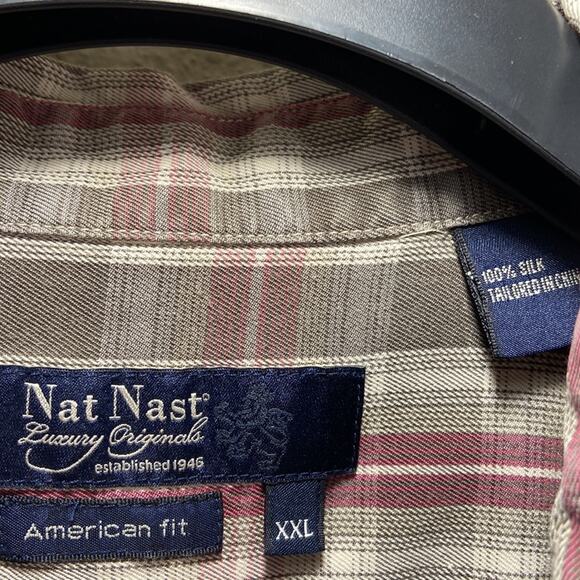 100% SILK
TAILORED IN CHIN
Nat Nast®
Luxury Originals
established 1946
American fit
XXL